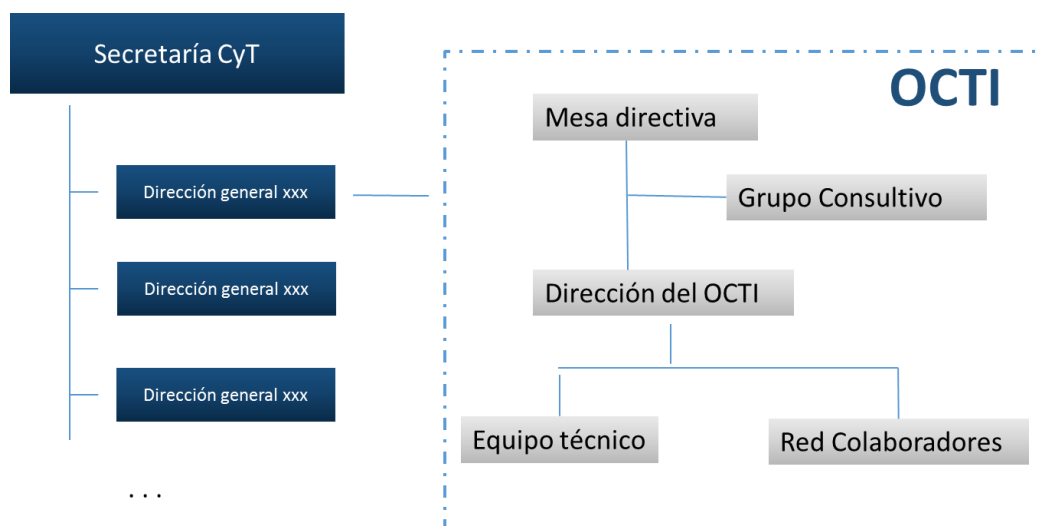 Secretaría CyT
Dirección general xxx
Dirección general xxx
Dirección general xxx
. . .
OCTI
Mesa directiva
Grupo Consultivo
Dirección del OCTI
Equipo técnico
Red Colaboradores